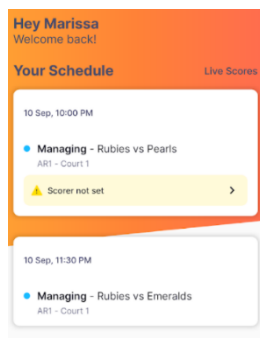 Hey Marissa
Welcome back!
Your Schedule
Live Scores
10 Sep, 10:00 PM
Managing - Rubies vs Pearls
AR1 - Court 1
Scorer not set
10 Sep, 11:30 PM
Managing - Rubies vs Emeralds
AR1 - Court 1